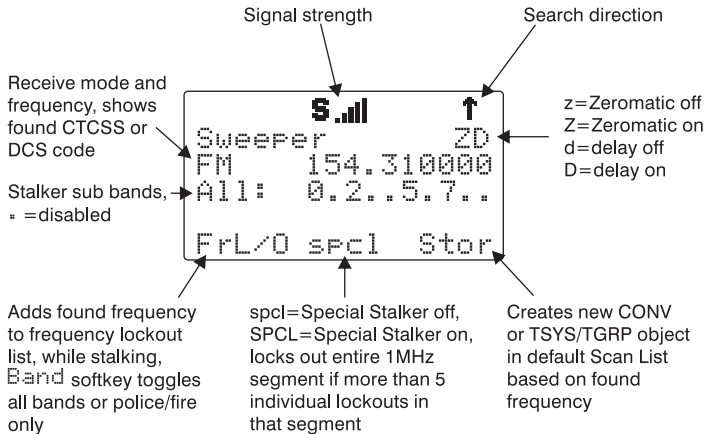 Signal strength
Search direction
Receive mode and
frequency, shows
found CTCSS or
DCS code
Stalker sub bands,
. =disabled
S
Sweeper ZD
FM 154.310000
All: 0.2..5.7..
FrL/O spcl Stor
z=Zeromatic off
Z=Zeromatic on
d=delay off
D=delay on
Adds found frequency
to frequency lockout
list, while stalking,
Band softkey toggles
all bands or police/fire
only
spcl=Special Stalker off,
SPCL=Special Stalker on,
locks out entire 1MHz
segment if more than 5
individual lockouts in
that segment
Creates new CONV
or TSYS/TGRP object
in default Scan List
based on found
frequency